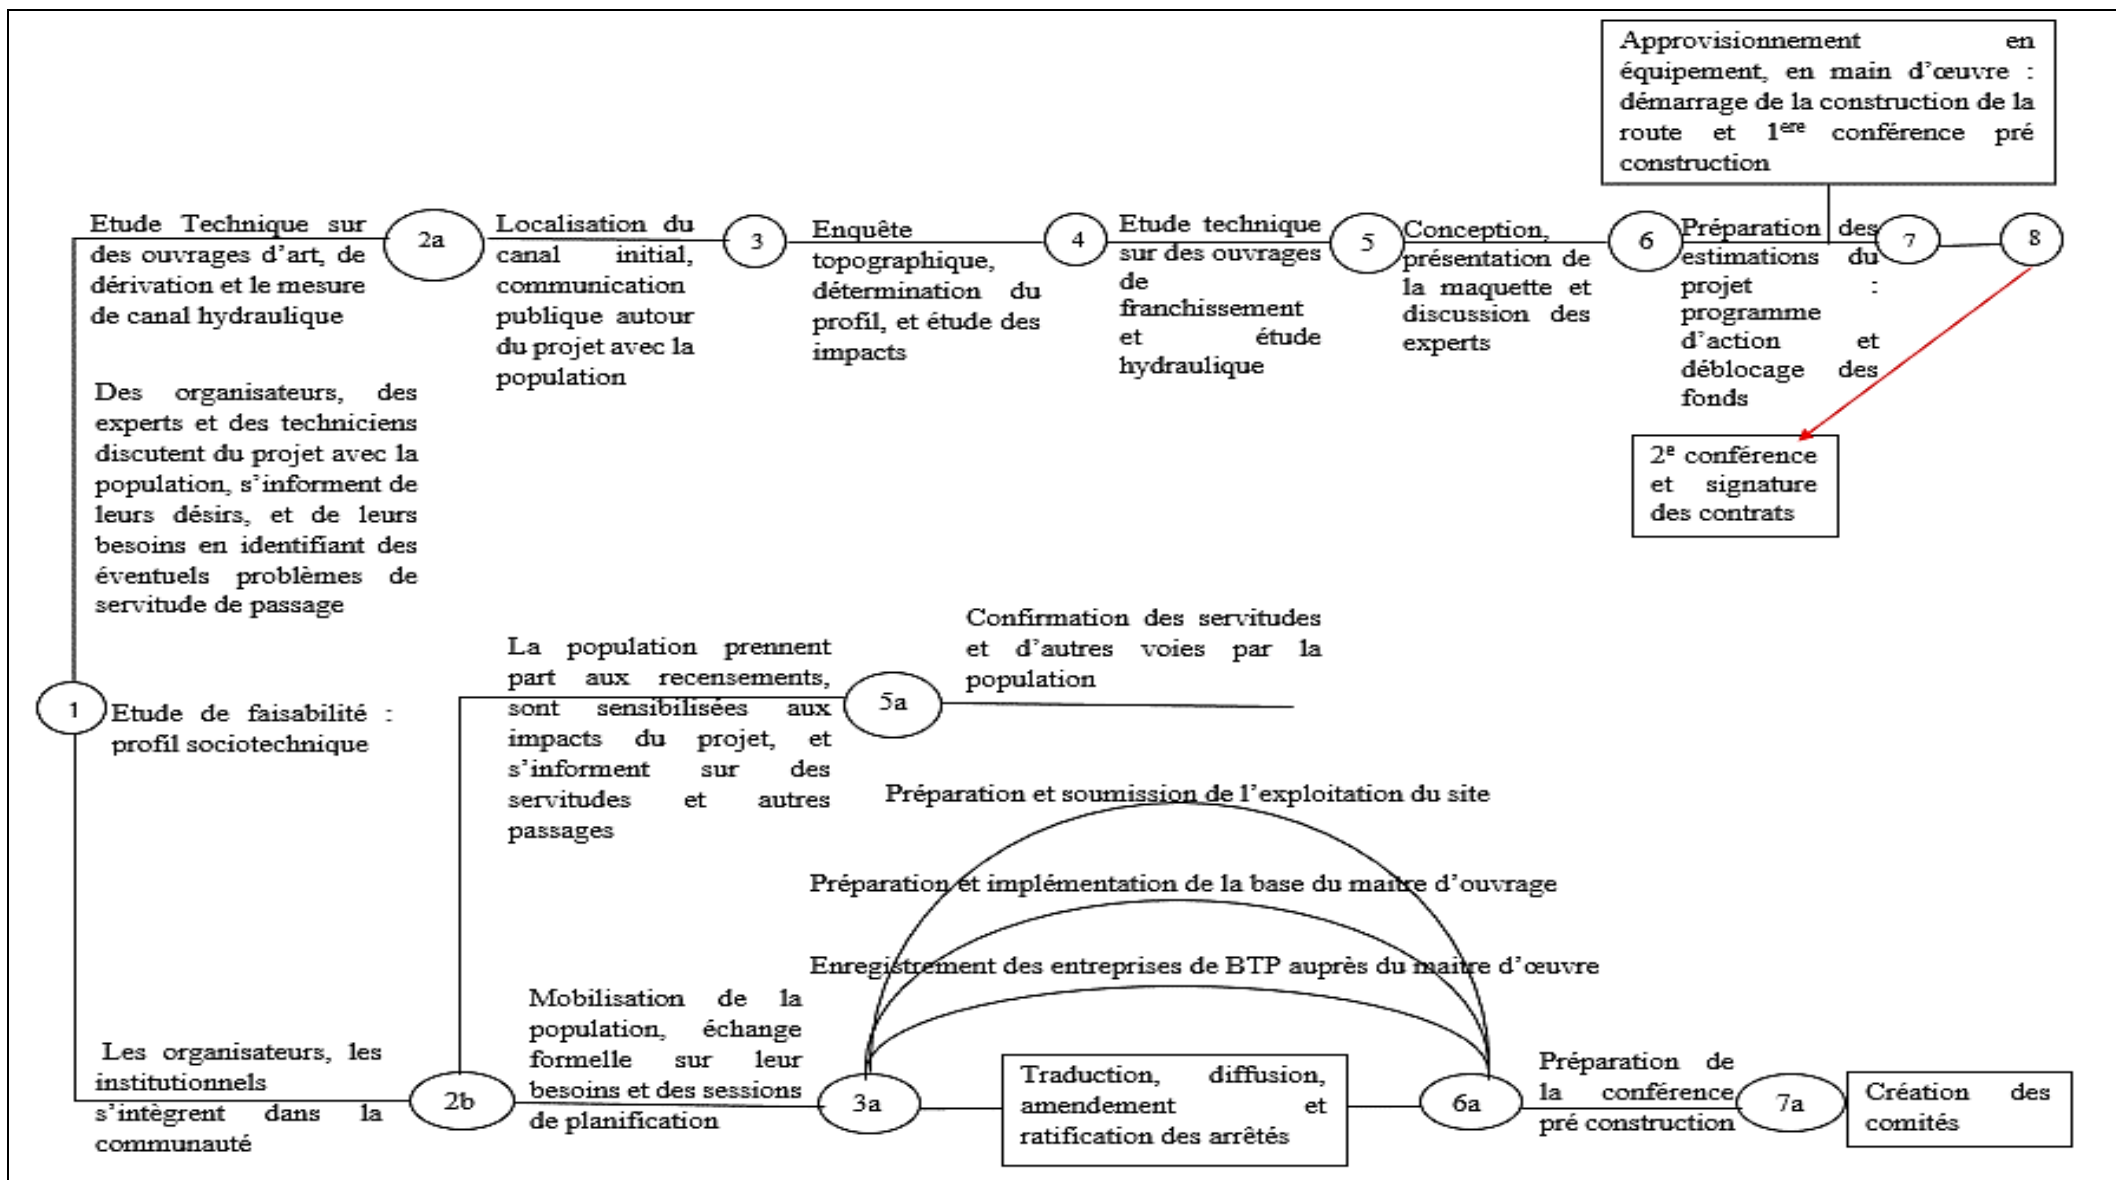 Approvisionnement en
équipement, en main d'œuvre :
démarrage de la construction de la
route et 1ere conférence pré
construction
Etude Technique sur
des ouvrages d'art, de
dérivation et le mesure
de canal hydraulique
2a
Localisation du
canal initial,
communication
publique autour
du projet avec la
population
3
Enquête
topographique,
détermination du
profil, et étude des
impacts
4
Etude technique
sur des ouvrages
de
franchissement
et étude
hydraulique
5
Conception,
présentation de
la maquette et
discussion des
experts
6
Préparation des
estimations du
projet :
programme
d'action et
déblocage des
fonds
7
8
2e conférence
et signature
des contrats
Des organisateurs, des
experts et des techniciens
discutent du projet avec la
population, s'informent de
leurs désirs, et de leurs
besoins en identifiant des
éventuels problèmes de
servitude de passage
1
Etude de faisabilité :
profil sociotechnique
La population prennent
part aux recensements,
sont sensibilisées aux
impacts du projet, et
s'informent sur des
servitudes et autres
passages
5a
Confirmation des servitudes
et d'autres voies par la
population
Préparation et soumission de l'exploitation du site
Préparation et implémentation de la base du maitre d'ouvrage
Enregistrement des entreprises de BTP auprès du maitre d'œuvre
Les organisateurs, les
institutionnels
s'intègrent dans la
communauté
2b
Mobilisation de la
population, échange
formelle sur leur
besoins et des sessions
de planification
3a
Traduction, diffusion,
amendement et
ratification des arrêtés
6a
Préparation de
la conférence
pré construction
7a
Création des
comités